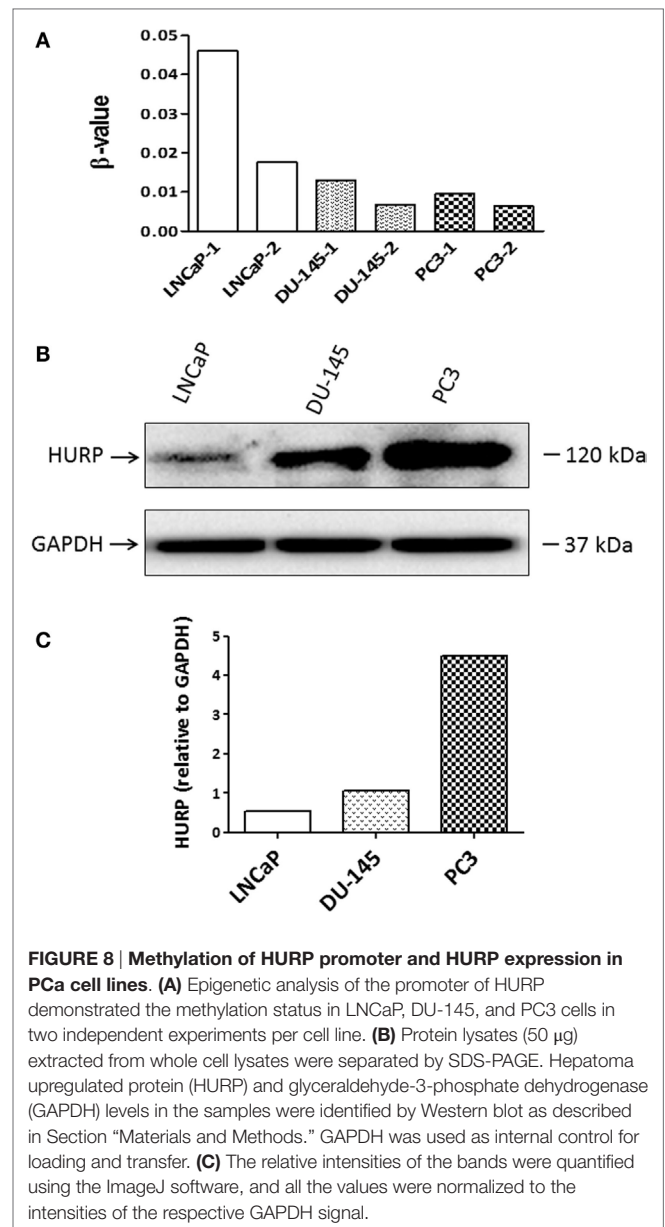 A
β-value
0.05
0.04
0.03
0.02
0.01
0.00
LNCaP-1
LNCaP-2
DU-145-1
DU-145-2
PC3-1
PC3-2
B
LNCaP
DU-145
PC3
HURP →
– 120 kDa
GAPDH →
– 37 kDa
C
HURP (relative to GAPDH)
5
4
3
2
1
0
LNCaP
DU-145
PC3
FIGURE 8 | Methylation of HURP promoter and HURP expression in
PCa cell lines. (A) Epigenetic analysis of the promoter of HURP
demonstrated the methylation status in LNCaP, DU-145, and PC3 cells in
two independent experiments per cell line. (B) Protein lysates (50 μg)
extracted from whole cell lysates were separated by SDS-PAGE. Hepatoma
upregulated protein (HURP) and glyceraldehyde-3-phosphate dehydrogenase
(GAPDH) levels in the samples were identified by Western blot as described
in Section “Materials and Methods.” GAPDH was used as internal control for
loading and transfer. (C) The relative intensities of the bands were quantified
using the ImageJ software, and all the values were normalized to the
intensities of the respective GAPDH signal.